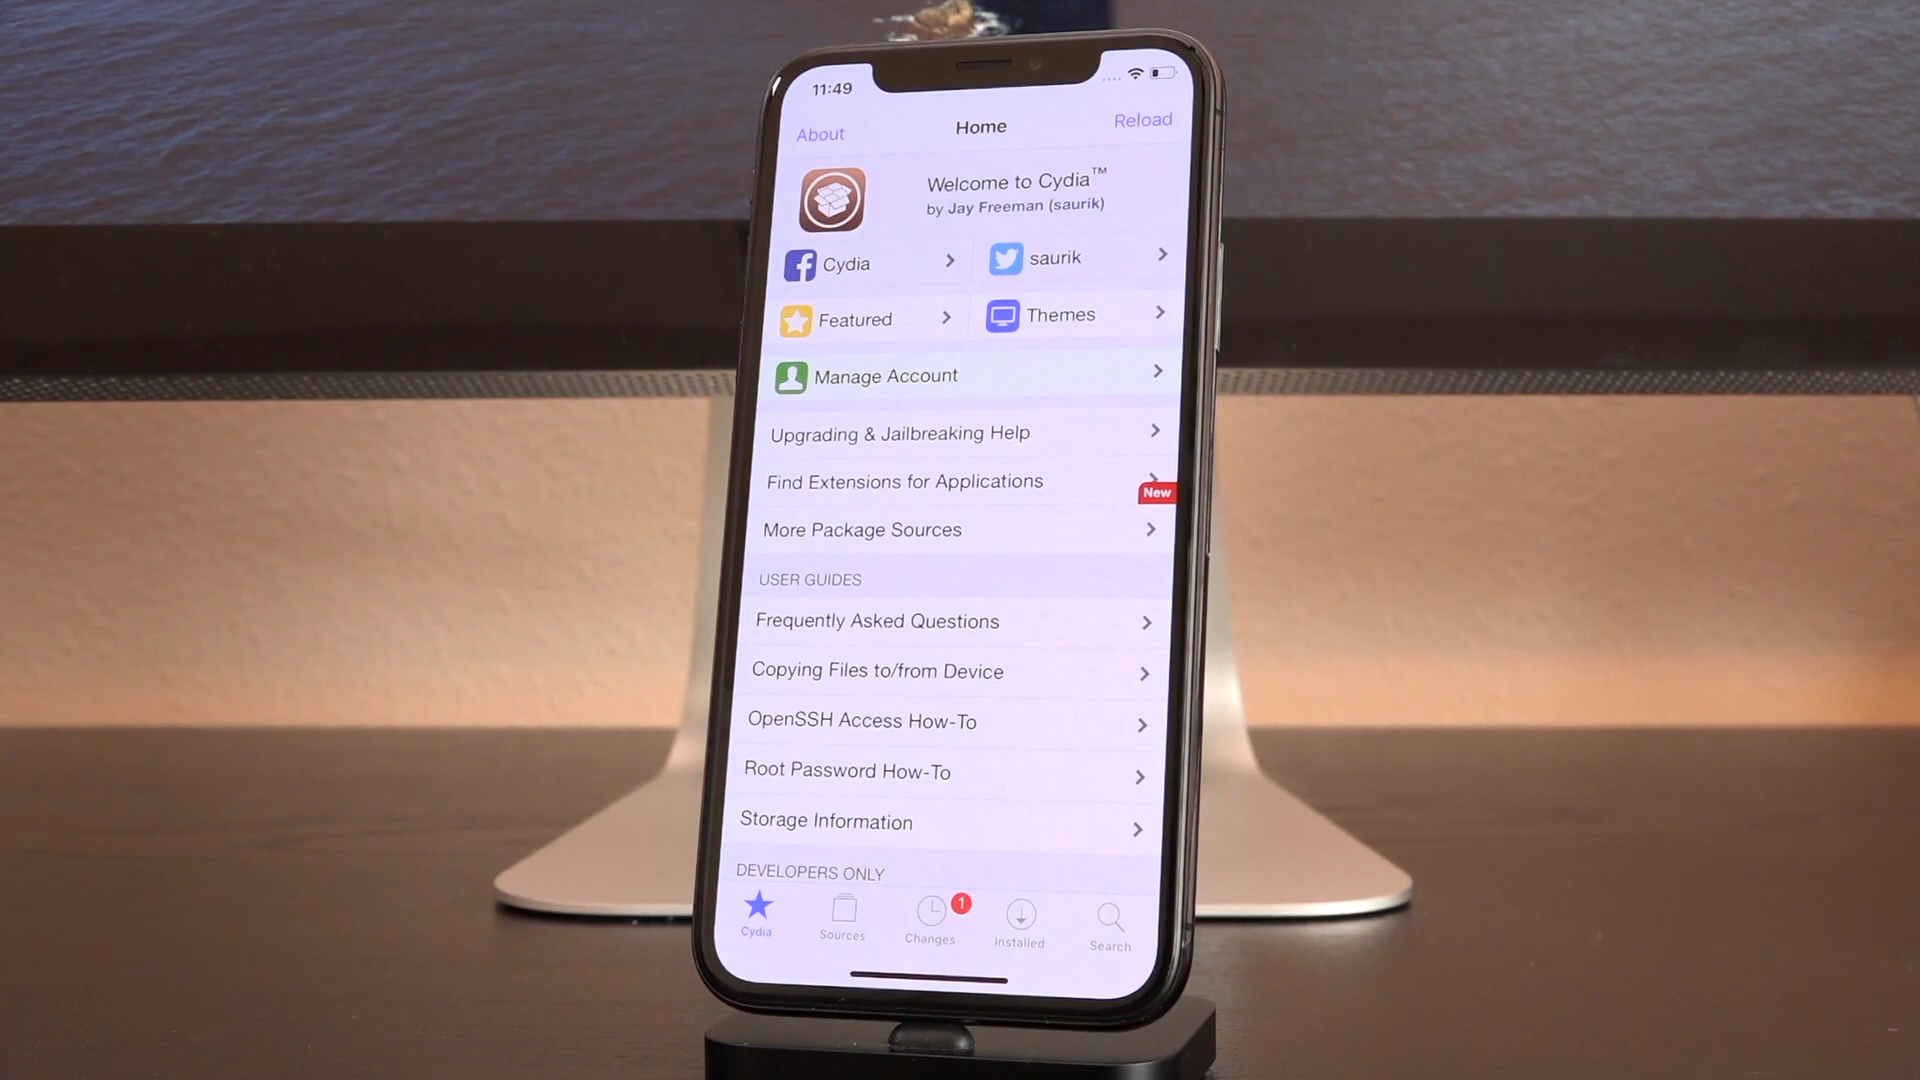 11:49
About
Home
Reload
Welcome to Cydia™
by Jay Freeman (saurik)
Cydia
saurik
Featured
Themes
Manage Account
Upgrading & Jailbreaking Help
Find Extensions for Applications
New
More Package Sources
USER GUIDES
Frequently Asked Questions
Copying Files to/from Device
OpenSSH Access How-To
Root Password How-To
Storage Information
DEVELOPERS ONLY
1
Cydia
Sources
Changes
Installed
Search